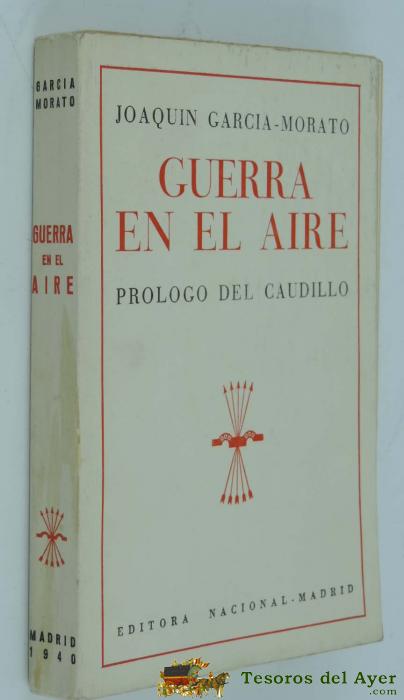 GARCIA
MORATO
GUERRA
EN EL
AIRE
MADRID
1940
JOAQUIN GARCIA-MORATO
GUERRA
EN EL AIRE
PROLOGO DEL CAUDILLO
EDITORA NACIONAL-MADRID
Tesoros del Ayer
.com